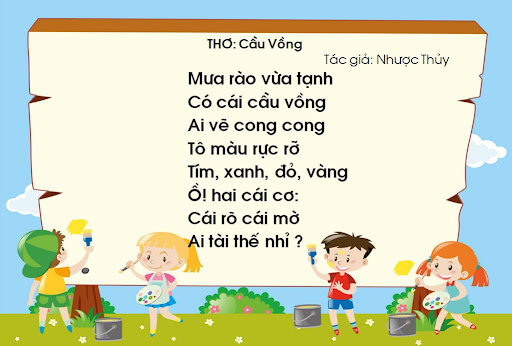 THƠ: Cầu Vồng
Tác giả: Nhược Thủy
Mưa rào vừa tạnh
Có cái cầu vồng
Ai vẽ cong cong
Tô màu rực rỡ
Tím, xanh, đỏ, vàng
Ồ! hai cái cơ:
Cái rõ cái mờ
Ai tài thế nhỉ ?